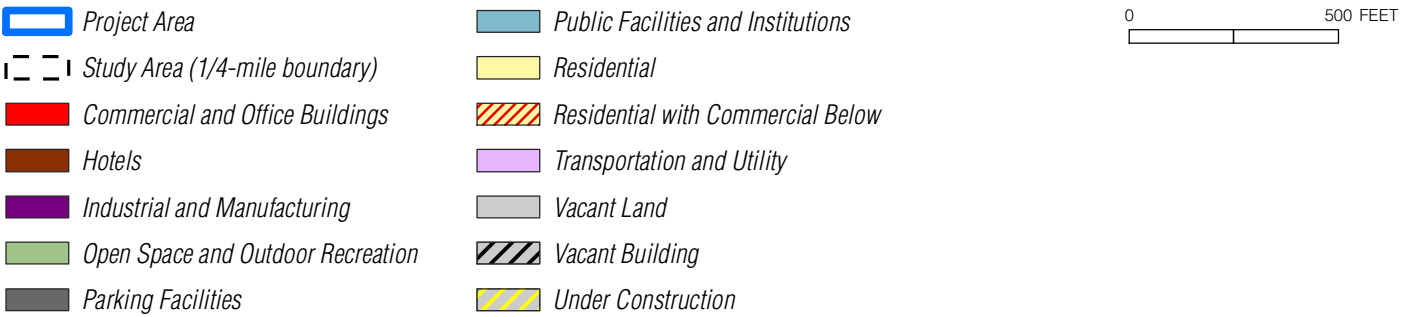 Project Area
Study Area (1/4-mile boundary)
Commercial and Office Buildings
Hotels
Industrial and Manufacturing
Open Space and Outdoor Recreation
Parking Facilities
Public Facilities and Institutions
Residential
Residential with Commercial Below
Transportation and Utility
Vacant Land
Vacant Building
Under Construction
0 500 FEET